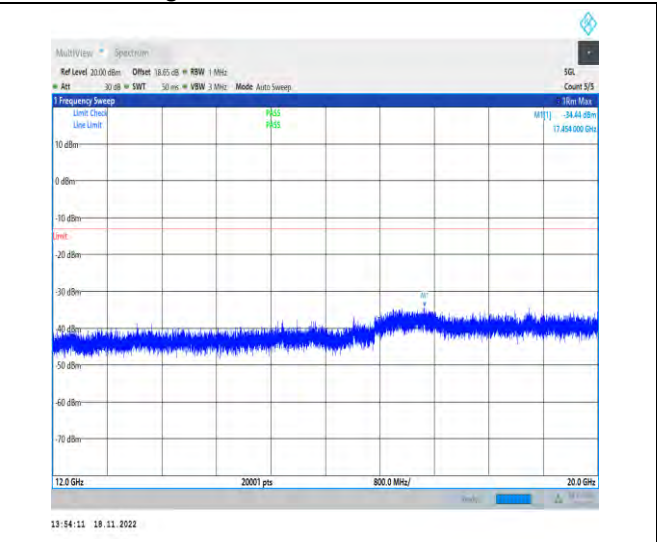 MultiView Spectrum
Ref Level 20.00 dBm Offset 18.65 dB RBW 1 MHz SGL
Att 30 dB SWT 50 ms VBW 3 MHz Mode Auto Sweep Count 5/5
1 Frequency Sweep 1Rm Max
Limit Check PASS M1[1] -34.44 dBm
Line Limit PASS 17.454 000 GHz
10 dBm
0 dBm
-10 dBm
Limit
-20 dBm
-30 dBm
M1
-40 dBm
-50 dBm
-60 dBm
-70 dBm
12.0 GHz 20001 pts 800.0 MHz/ 20.0 GHz
13:54:11 18.11.2022